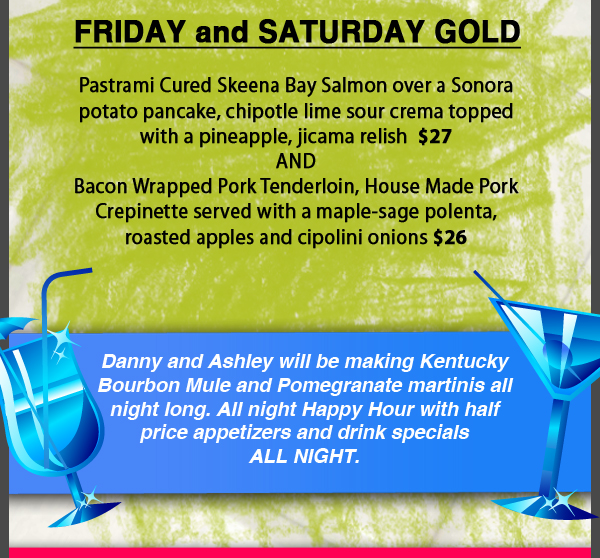 FRIDAY and SATURDAY GOLD
Pastrami Cured Skeena Bay Salmon over a Sonora
potato pancake, chipotle lime sour crema topped
with a pineapple, jicama relish $27
AND
Bacon Wrapped Pork Tenderloin, House Made Pork
Crepinette served with a maple-sage polenta,
roasted apples and cipolini onions $26
Danny and Ashley will be making Kentucky
Bourbon Mule and Pomegranate martinis all
night long. All night Happy Hour with half
price appetizers and drink specials
ALL NIGHT.